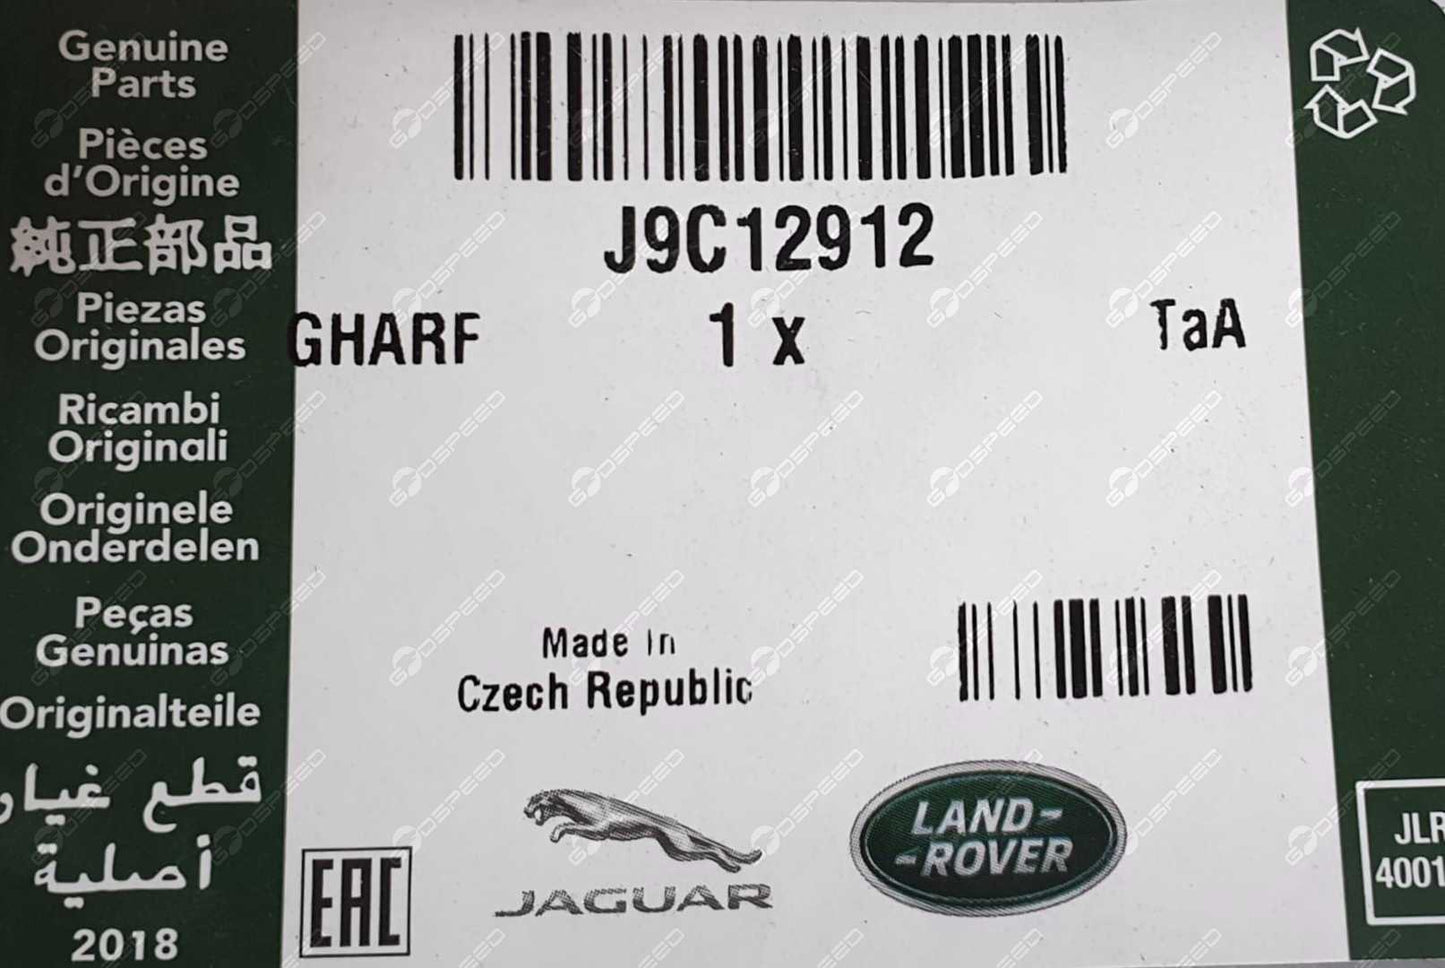 Genuine
Parts
Pièces
d'Origine
純正部品
Piezas
Originales
Ricambi
Originali
Originele
Onderdelen
Peças
Genuinas
Originalteile
قطع غيار
أصلية
2018
J9C12912
GHARF 1 x TaA
Made In
Czech Republic
EAC
JAGUAR
LAND-
-ROVER
JLR
4001
GODSPEED